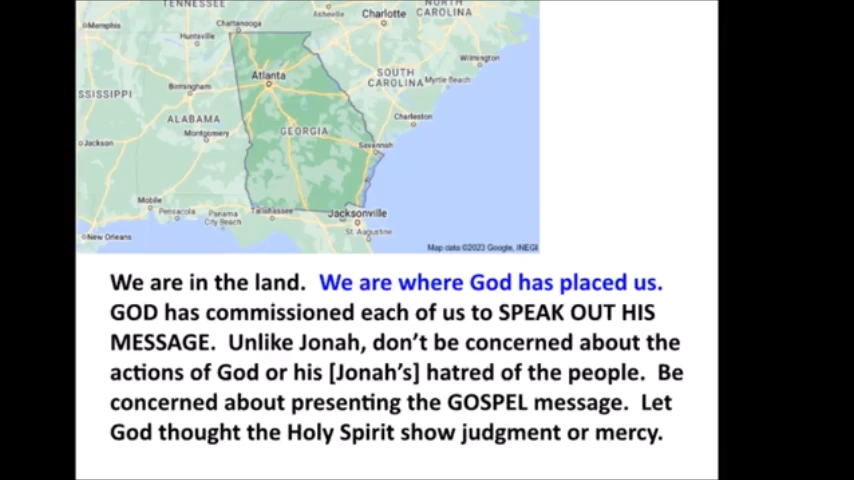 TENNESSEE
NORTH
CAROLINA
Memphis
Chattanooga
Asheville
Charlotte
Huntsville
Wilmington
Atlanta
SOUTH
CAROLINA
Myrtle Beach
Birmingham
SSISSIPPI
ALABAMA
Charleston
Montgomery
GEORGIA
Jackson
Savannah
Mobile
Pensacola
Panama
City Beach
Tallahassee
Jacksonville
St. Augustine
New Orleans
Map data ©2023 Google, INEGI
We are in the land. We are where God has placed us.
GOD has commissioned each of us to SPEAK OUT HIS
MESSAGE. Unlike Jonah, don't be concerned about the
actions of God or his [Jonah's] hatred of the people. Be
concerned about presenting the GOSPEL message. Let
God thought the Holy Spirit show judgment or mercy.